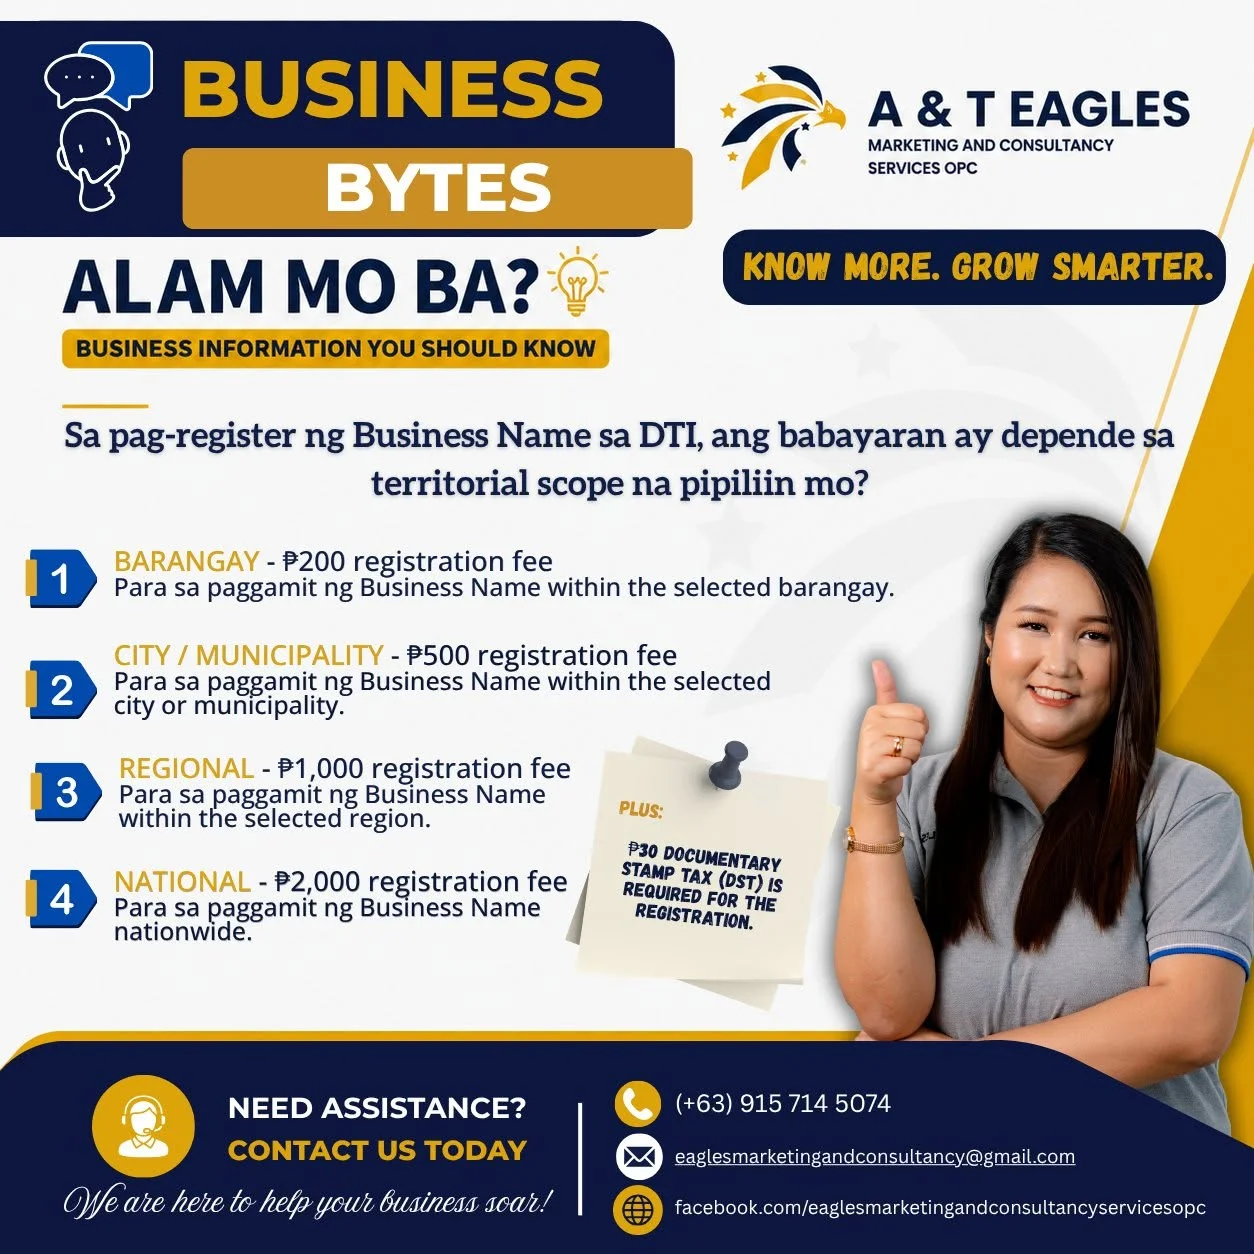 BUSINESS
BYTES
A & T EAGLES
MARKETING AND CONSULTANCY
SERVICES OPC
KNOW MORE. GROW SMARTER.
ALAM MO BA?
BUSINESS INFORMATION YOU SHOULD KNOW
Sa pag-register ng Business Name sa DTI, ang babayaran ay depende sa
territorial scope na pipiliin mo?
1
BARANGAY - ₱200 registration fee
Para sa paggamit ng Business Name within the selected barangay.
2
CITY / MUNICIPALITY - ₱500 registration fee
Para sa paggamit ng Business Name within the selected
city or municipality.
3
REGIONAL - ₱1,000 registration fee
Para sa paggamit ng Business Name
within the selected region.
4
NATIONAL - ₱2,000 registration fee
Para sa paggamit ng Business Name
nationwide.
PLUS:
₱30 DOCUMENTARY
STAMP TAX (DST) IS
REQUIRED FOR THE
REGISTRATION.
NEED ASSISTANCE?
CONTACT US TODAY
We are here to help your business soar!
(+63) 915 714 5074
eaglesmarketingandconsultancy@gmail.com
facebook.com/eaglesmarketingandconsultancyservicesopc